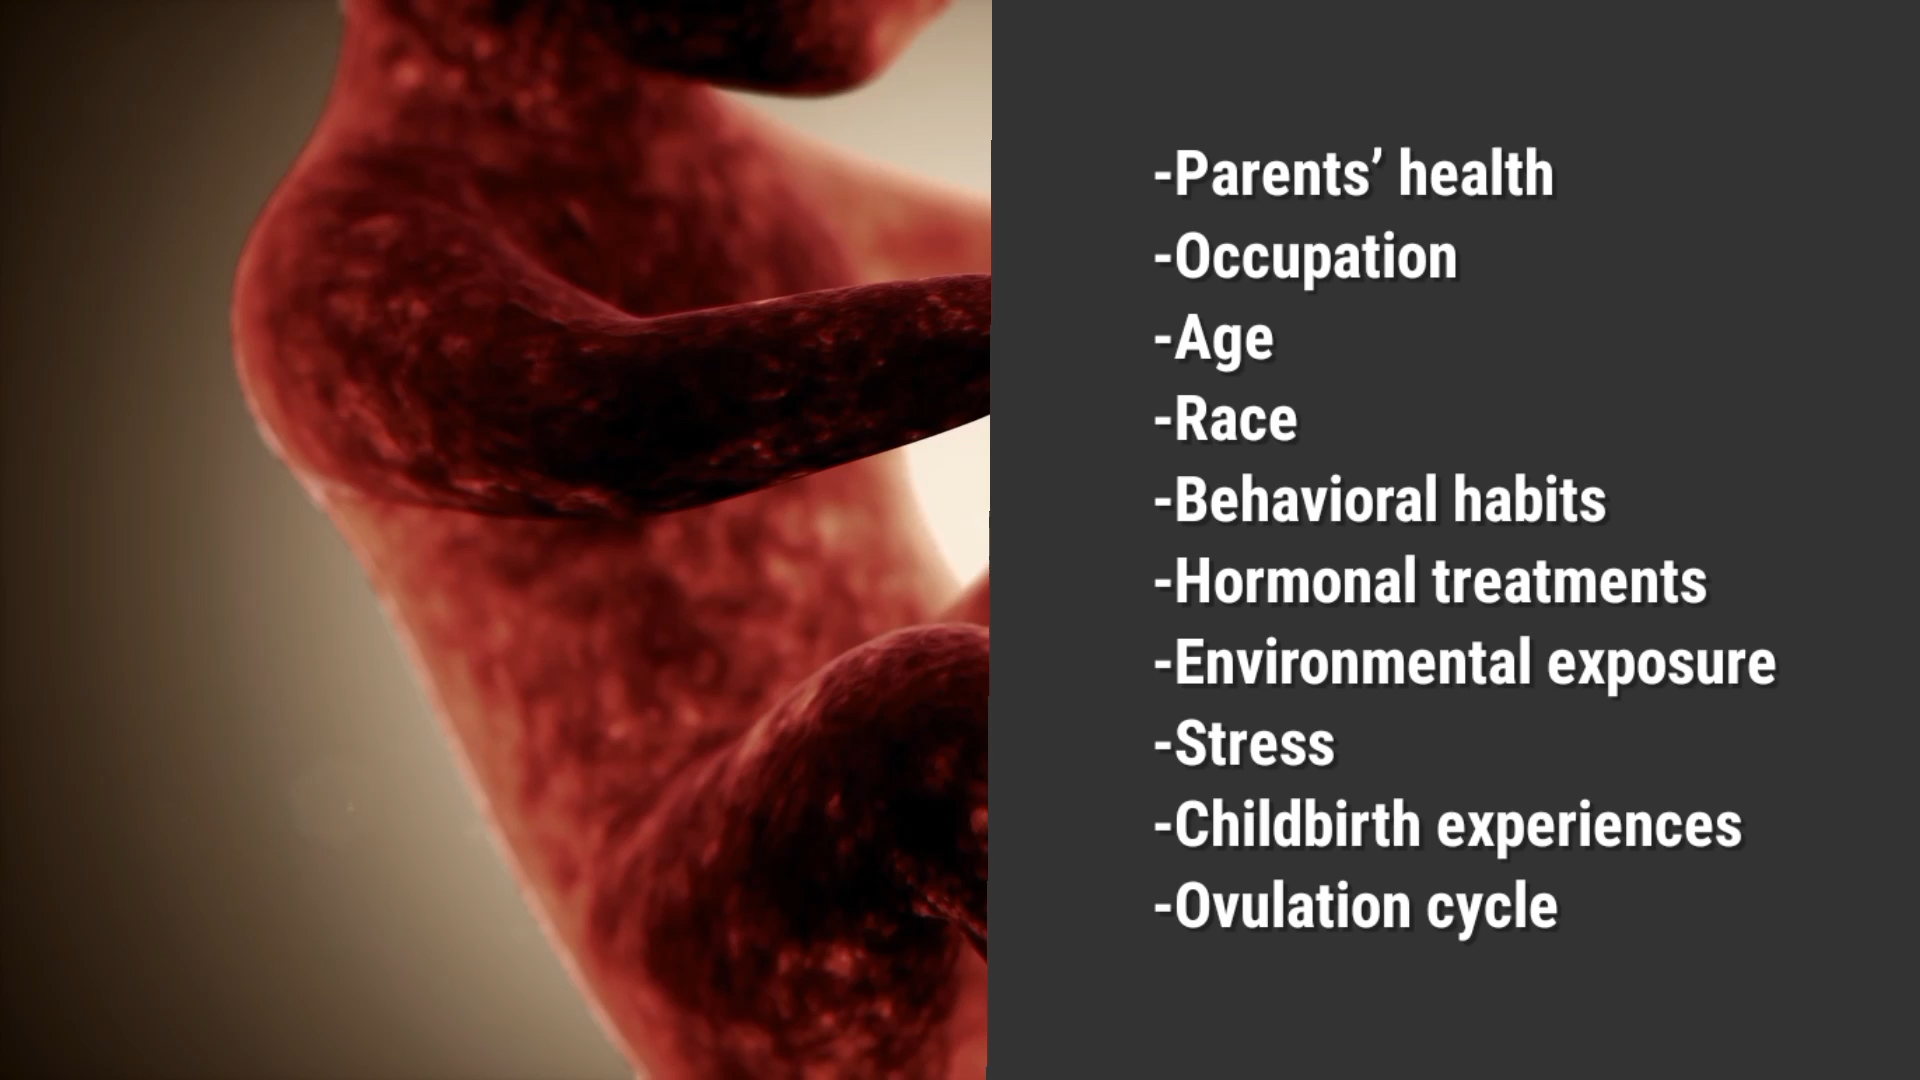 -Parents’ health
-Occupation
-Age
-Race
-Behavioral habits
-Hormonal treatments
-Environmental exposure
-Stress
-Childbirth experiences
-Ovulation cycle